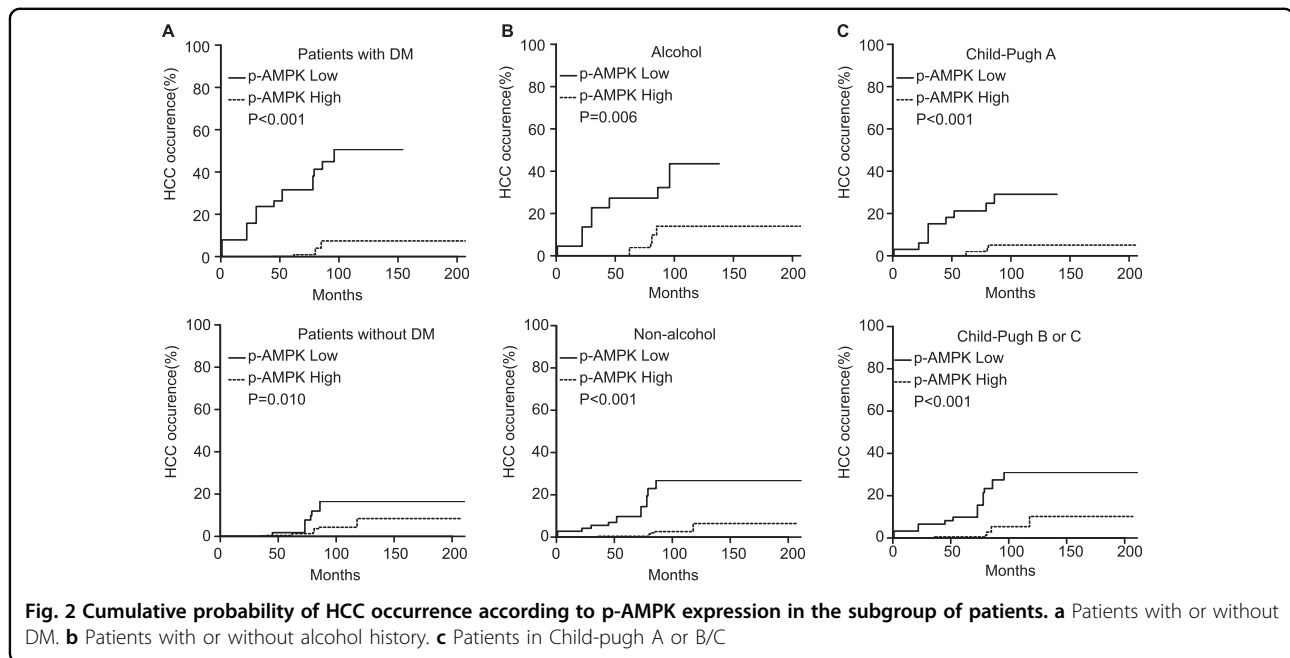 A
Patients with DM
p-AMPK Low
p-AMPK High
P<0.001
HCC occurence(%)
100
80
60
40
20
0
0 50 100 150 200
Months
B
Alcohol
p-AMPK Low
p-AMPK High
P=0.006
HCC occurence(%)
100
80
60
40
20
0
0 50 100 150 200
Months
C
Child-Pugh A
p-AMPK Low
p-AMPK High
P<0.001
HCC occurence(%)
100
80
60
40
20
0
0 50 100 150 200
Months
Patients without DM
p-AMPK Low
p-AMPK High
P=0.010
HCC occurence(%)
100
80
60
40
20
0
0 50 100 150 200
Months
Non-alcohol
p-AMPK Low
p-AMPK High
P<0.001
HCC occurence(%)
100
80
60
40
20
0
0 50 100 150 200
Months
Child-Pugh B or C
p-AMPK Low
p-AMPK High
P<0.001
HCC occurence(%)
100
80
60
40
20
0
0 50 100 150 200
Months
Fig. 2 Cumulative probability of HCC occurrence according to p-AMPK expression in the subgroup of patients. a Patients with or without
DM. b Patients with or without alcohol history. c Patients in Child-pugh A or B/C